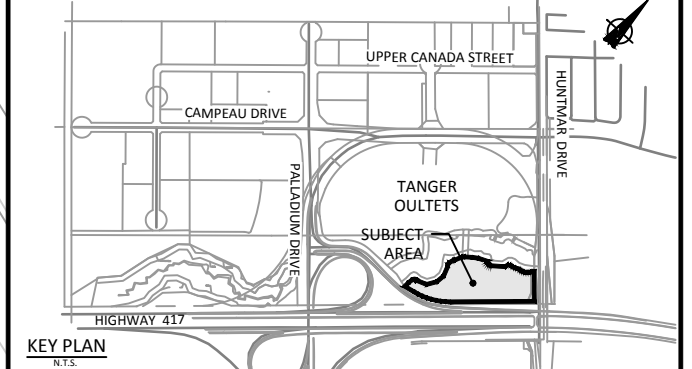 UPPER CANADA STREET
CAMPEAU DRIVE
HUNTMAR DRIVE
PALLADIUM DRIVE
TANGER
OULTETS
SUBJECT
AREA
HIGHWAY 417
KEY PLAN
N.T.S.